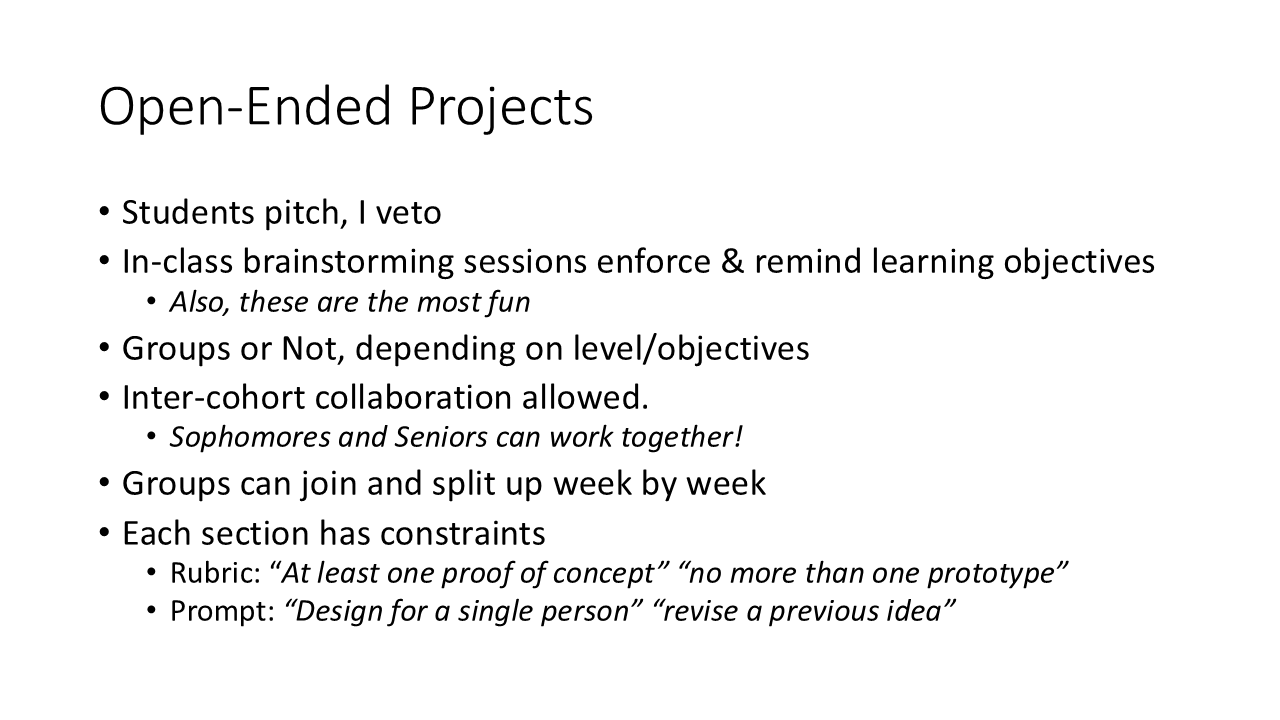 Open-Ended Projects
• Students pitch, I veto
• In-class brainstorming sessions enforce & remind learning objectives
• Also, these are the most fun
• Groups or Not, depending on level/objectives
• Inter-cohort collaboration allowed.
• Sophomores and Seniors can work together!
• Groups can join and split up week by week
• Each section has constraints
• Rubric: “At least one proof of concept” “no more than one prototype”
• Prompt: “Design for a single person” “revise a previous idea”